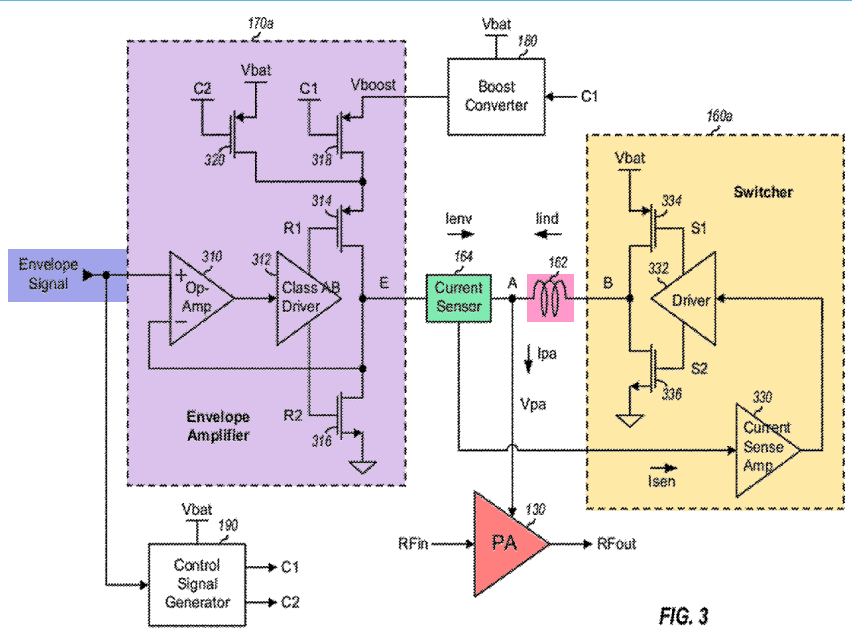 170a
Vbat
180
Boost
Converter
C1
C2
Vbat
C1
Vboost
320
318
160a
Vbat
Switcher
334
S1
332
Driver
S2
336
314
R1
Ienv
Iind
164
162
Envelope
Signal
310
Op-
Amp
312
Class AB
Driver
E
Current
Sensor
A
B
Ipa
Vpa
R2
316
Envelope
Amplifier
330
Current
Sense
Amp
Isen
Vbat
190
Control
Signal
Generator
C1
C2
130
RFin
PA
RFout
FIG. 3